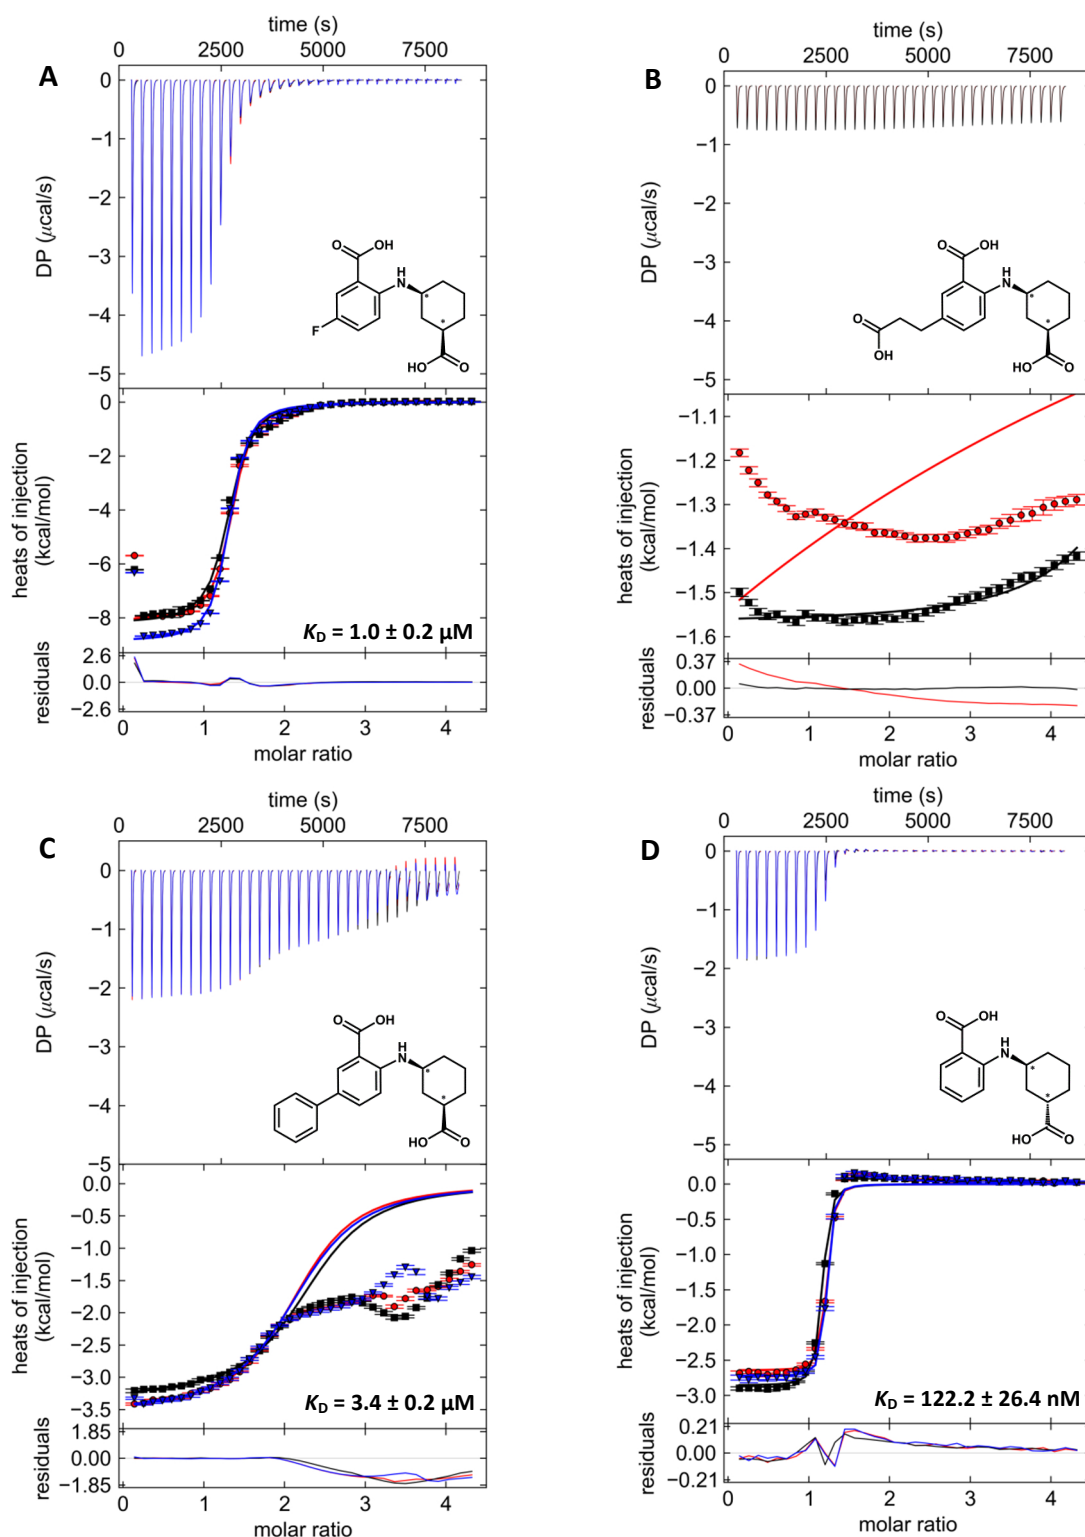 time (s)
0 2500 5000 7500
A
0
−1
−2
−3
−4
−5
DP (μcal/s)
O OH
H
N
F
*
*
HO O
0
−2
−4
−6
−8
heats of injection
(kcal/mol)
KD = 1.0 ± 0.2 μM
2.6
0.0
−2.6
residuals
0 1 2 3 4
molar ratio
time (s)
0 2500 5000 7500
B
0
−1
−2
−3
−4
−5
DP (μcal/s)
O OH
H
N
O
OH
*
*
HO O
−1.1
−1.2
−1.3
−1.4
−1.5
−1.6
heats of injection
(kcal/mol)
0.37
0.00
−0.37
residuals
0 1 2 3 4
molar ratio
time (s)
0 2500 5000 7500
C
0
−1
−2
−3
−4
−5
DP (μcal/s)
O OH
H
N
*
*
HO O
0.0
−0.5
−1.0
−1.5
−2.0
−2.5
−3.0
−3.5
heats of injection
(kcal/mol)
KD = 3.4 ± 0.2 μM
1.85
0.00
−1.85
residuals
0 1 2 3 4
molar ratio
time (s)
0 2500 5000 7500
D
0
−1
−2
−3
−4
−5
DP (μcal/s)
O OH
H
N
*
*
HO O
0.0
−0.5
−1.0
−1.5
−2.0
−2.5
−3.0
heats of injection
(kcal/mol)
KD = 122.2 ± 26.4 nM
0.21
0.00
−0.21
residuals
0 1 2 3 4
molar ratio